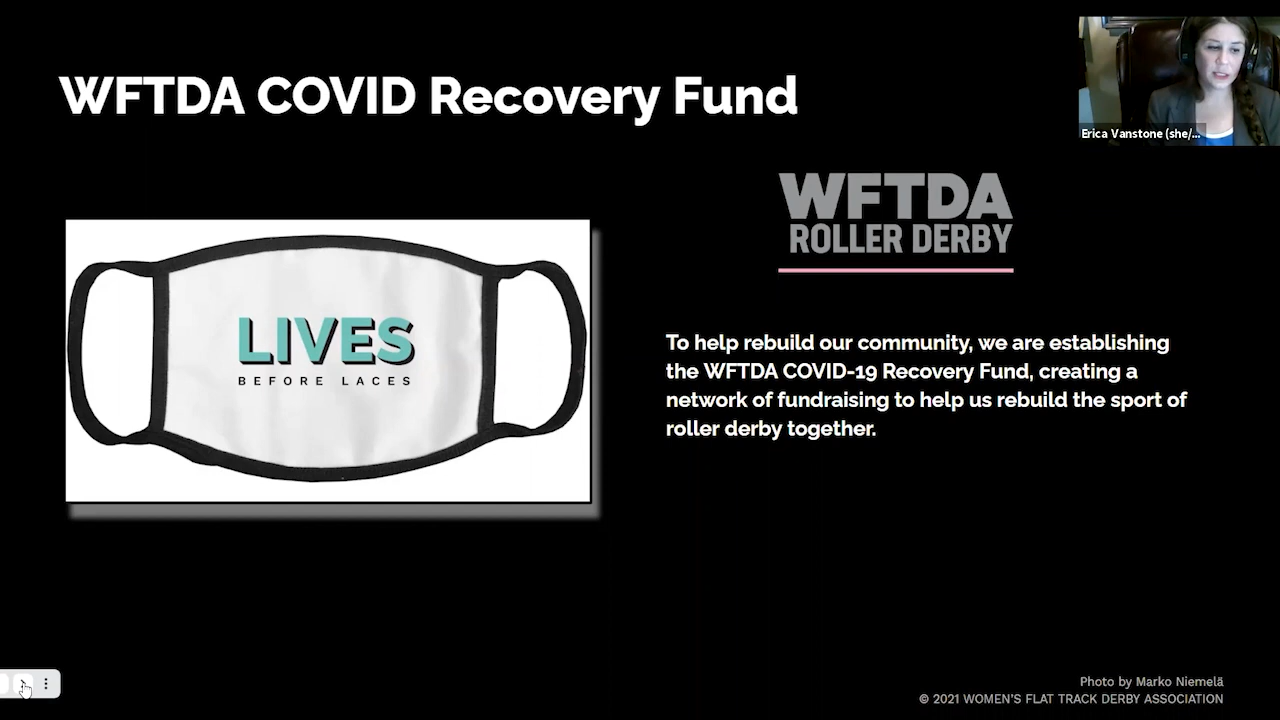 WFTDA COVID Recovery Fund
Erica Vanstone (she/...
WFTDA
ROLLER DERBY
LIVES
BEFORE LACES
To help rebuild our community, we are establishing
the WFTDA COVID-19 Recovery Fund, creating a
network of fundraising to help us rebuild the sport of
roller derby together.
Photo by Marko Niemelä
© 2021 WOMEN'S FLAT TRACK DERBY ASSOCIATION